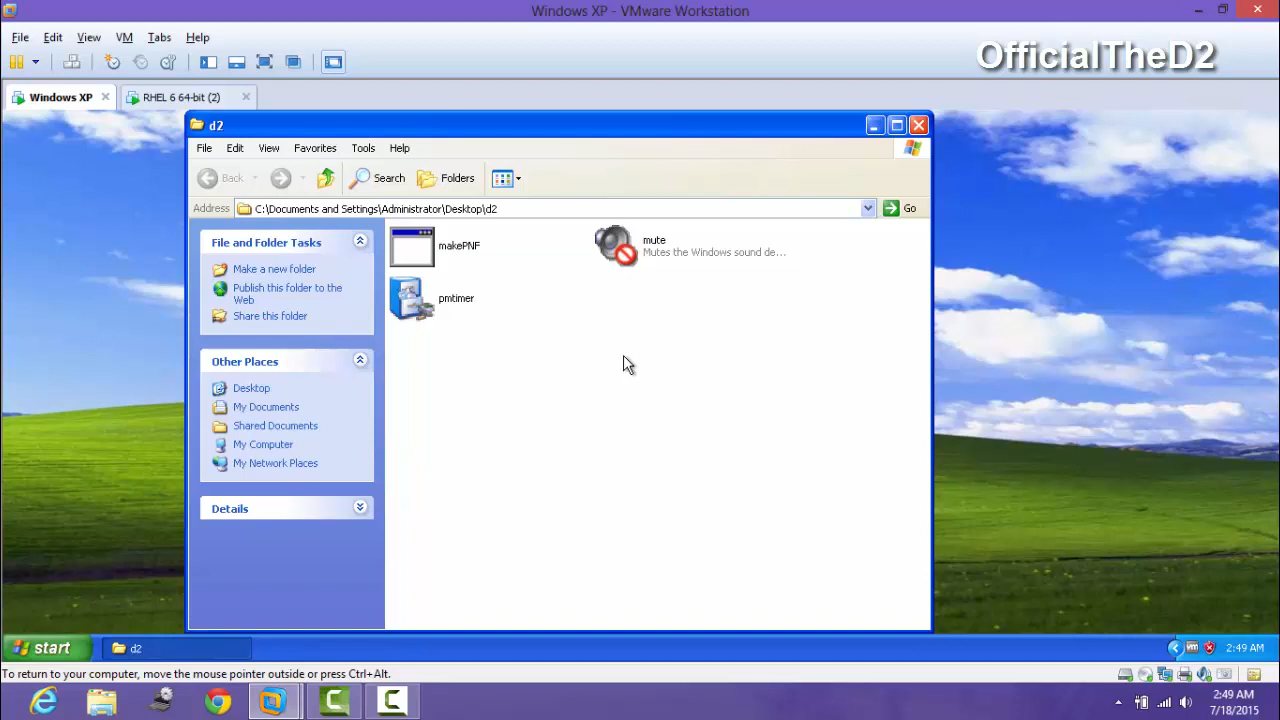 Windows XP - VMware Workstation
File Edit View VM Tabs Help
OfficialTheD2
Windows XP
RHEL 6 64-bit (2)
d2
File Edit View Favorites Tools Help
Back
Search
Folders
Address
C:\Documents and Settings\Administrator\Desktop\d2
Go
File and Folder Tasks
Make a new folder
Publish this folder to the
Web
Share this folder
Other Places
Desktop
My Documents
Shared Documents
My Computer
My Network Places
Details
makePNF
mute
Mutes the Windows sound de...
pmtimer
start
d2
vm
2:49 AM
To return to your computer, move the mouse pointer outside or press Ctrl+Alt.
2:49 AM
7/18/2015